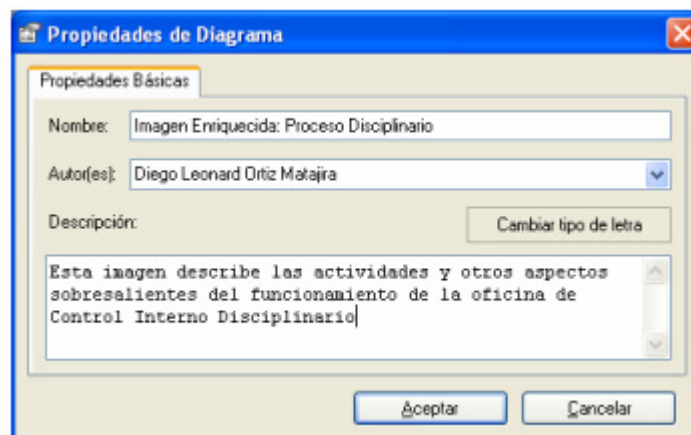 Propiedades de Diagrama
Propiedades Básicas
Nombre: Imagen Enriquecida: Proceso Disciplinario
Autor(es): Diego Leonard Ortiz Matajira
Descripción: Cambiar tipo de letra
Esta imagen describe las actividades y otros aspectos
sobresalientes del funcionamiento de la oficina de
Control Interno Disciplinario
Aceptar Cancelar